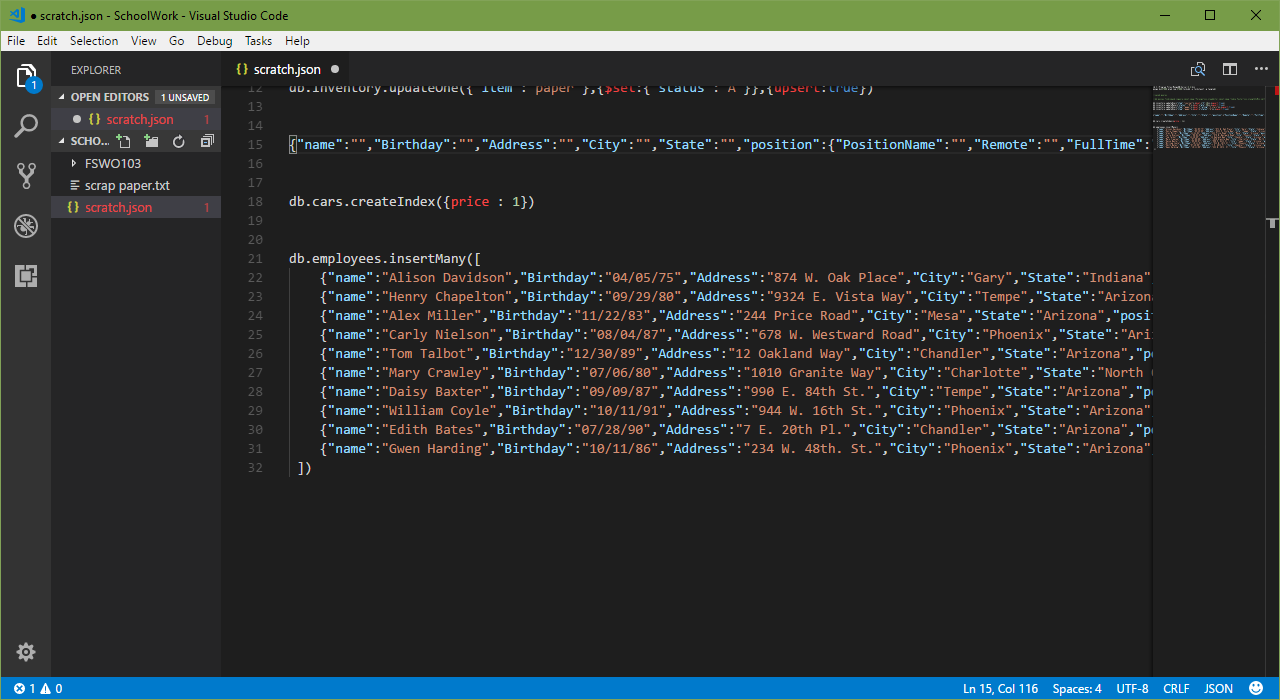 ● scratch.json - SchoolWork - Visual Studio Code
File Edit Selection View Go Debug Tasks Help
EXPLORER
{} scratch.json ●
1
OPEN EDITORS 1 UNSAVED
● {} scratch.json 1
SCHO...
FSWO103
scrap paper.txt
{} scratch.json 1
12 db.inventory.updateOne({"item":"paper"},{$set:{"status":"A"}},{upsert:true})
13
14
15 {"name":"","Birthday":"","Address":"","City":"","State":"","position":{"PositionName":"","Remote":"","FullTime":
16
17
18 db.cars.createIndex({price : 1})
19
20
21 db.employees.insertMany([
22 {"name":"Alison Davidson","Birthday":"04/05/75","Address":"874 W. Oak Place","City":"Gary","State":"Indiana"
23 {"name":"Henry Chapelton","Birthday":"09/29/80","Address":"9324 E. Vista Way","City":"Tempe","State":"Arizona
24 {"name":"Alex Miller","Birthday":"11/22/83","Address":"244 Price Road","City":"Mesa","State":"Arizona","posit
25 {"name":"Carly Nielson","Birthday":"08/04/87","Address":"678 W. Westward Road","City":"Phoenix","State":"Ari
26 {"name":"Tom Talbot","Birthday":"12/30/89","Address":"12 Oakland Way","City":"Chandler","State":"Arizona","po
27 {"name":"Mary Crawley","Birthday":"07/06/80","Address":"1010 Granite Way","City":"Charlotte","State":"North
28 {"name":"Daisy Baxter","Birthday":"09/09/87","Address":"990 E. 84th St.","City":"Tempe","State":"Arizona","po
29 {"name":"William Coyle","Birthday":"10/11/91","Address":"944 W. 16th St.","City":"Phoenix","State":"Arizona"
30 {"name":"Edith Bates","Birthday":"07/28/90","Address":"7 E. 20th Pl.","City":"Chandler","State":"Arizona","po
31 {"name":"Gwen Harding","Birthday":"10/11/86","Address":"234 W. 48th. St.","City":"Phoenix","State":"Arizona"
32 ])
1 0 Ln 15, Col 116 Spaces: 4 UTF-8 CRLF JSON